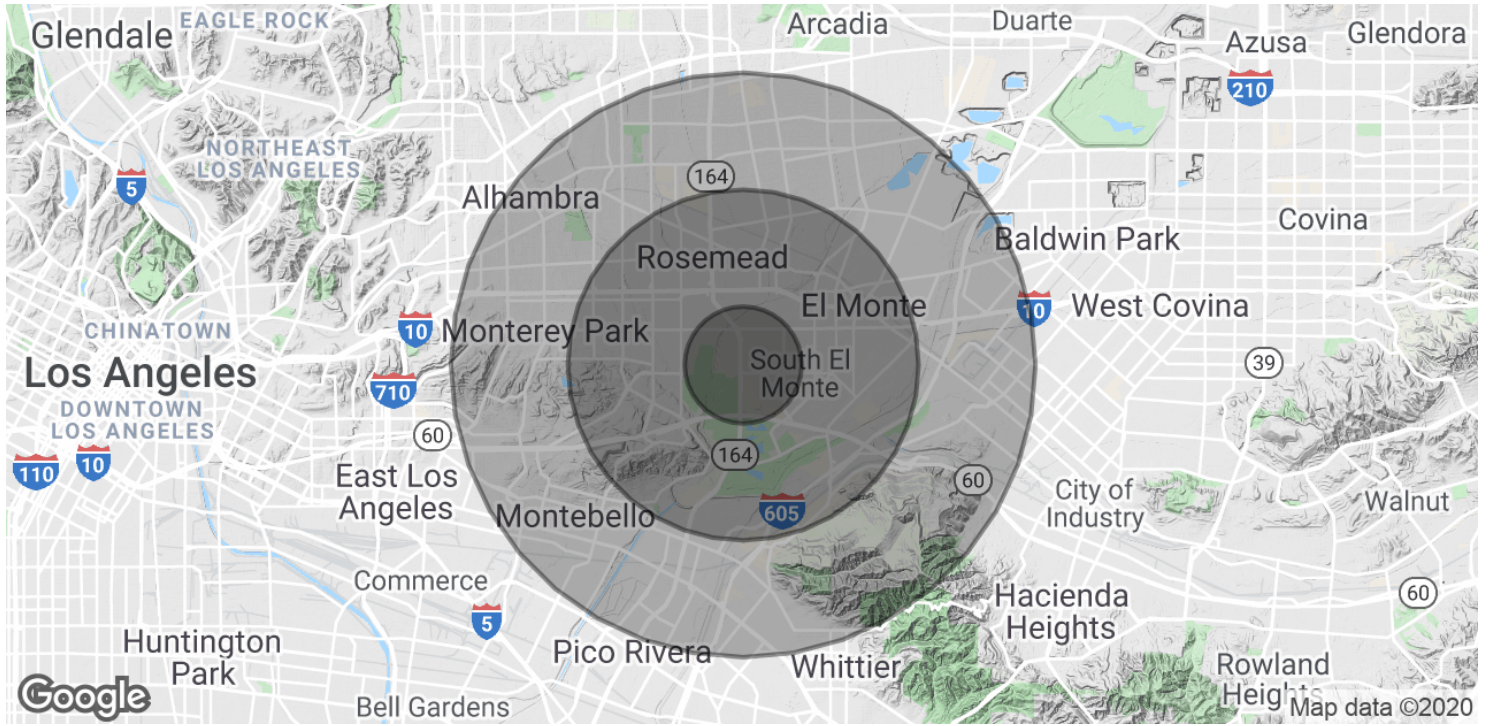 EAGLE ROCK
Glendale
Arcadia
Duarte
Azusa
Glendora
210
NORTHEAST
LOS ANGELES
5
164
Alhambra
Covina
Baldwin Park
Rosemead
El Monte
10
West Covina
CHINATOWN
10
Monterey Park
Los Angeles
South El
Monte
39
710
DOWNTOWN
LOS ANGELES
60
164
110
10
East Los
Angeles
60
City of
Industry
Walnut
Montebello
605
Commerce
5
Hacienda
Heights
60
Huntington
Park
Pico Rivera
Whittier
Rowland
Heights
Google
Bell Gardens
Map data ©2020